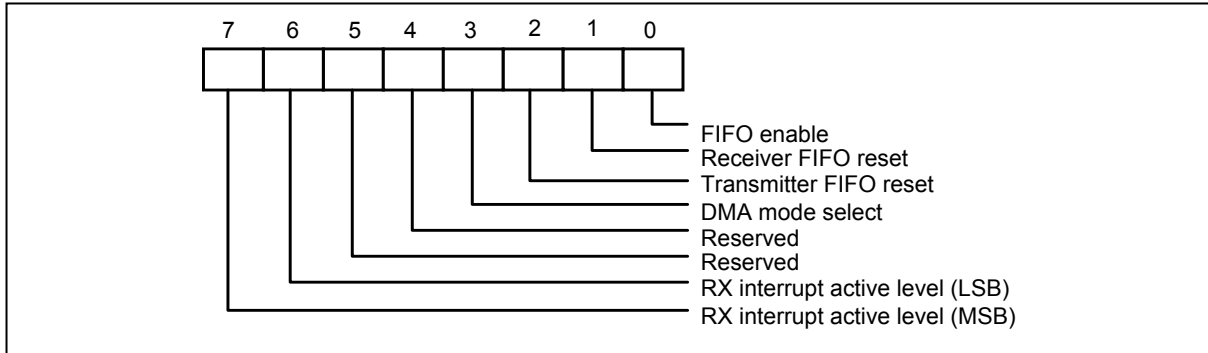 7 6 5 4 3 2 1 0
FIFO enable
Receiver FIFO reset
Transmitter FIFO reset
DMA mode select
Reserved
Reserved
RX interrupt active level (LSB)
RX interrupt active level (MSB)